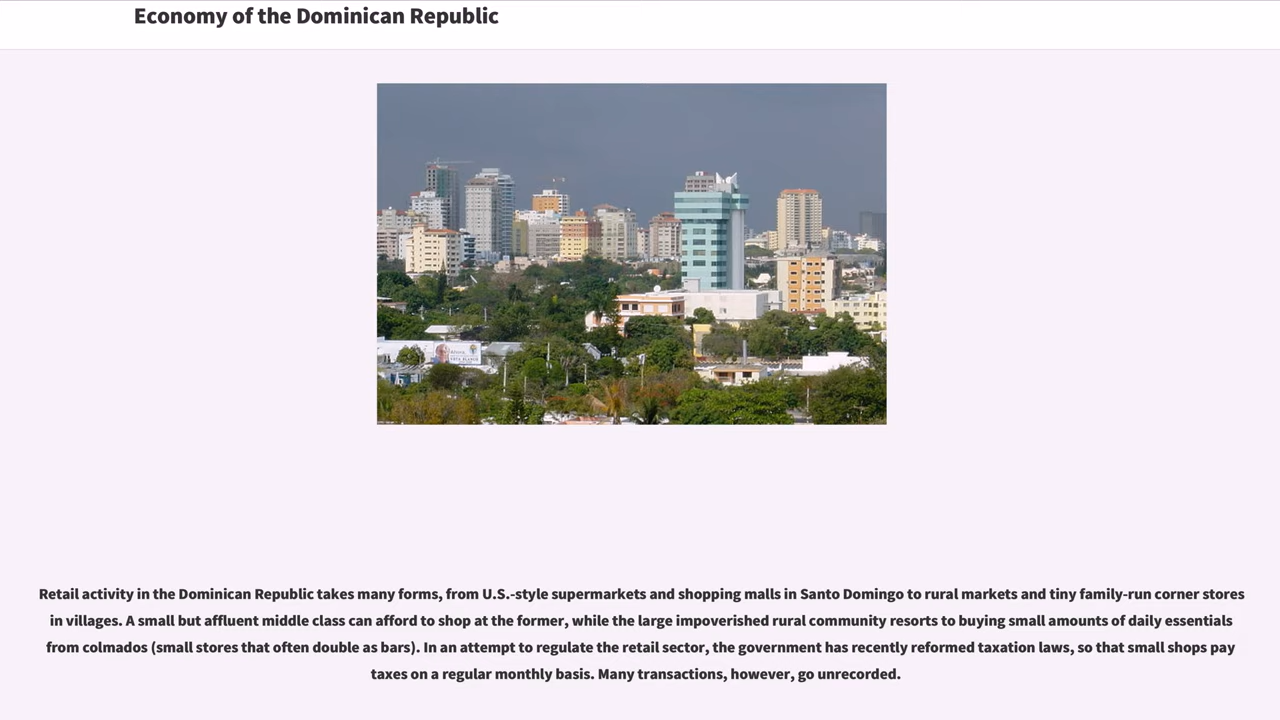 Economy of the Dominican Republic
Retail activity in the Dominican Republic takes many forms, from U.S.-style supermarkets and shopping malls in Santo Domingo to rural markets and tiny family-run corner stores
in villages. A small but affluent middle class can afford to shop at the former, while the large impoverished rural community resorts to buying small amounts of daily essentials
from colmados (small stores that often double as bars). In an attempt to regulate the retail sector, the government has recently reformed taxation laws, so that small shops pay
taxes on a regular monthly basis. Many transactions, however, go unrecorded.